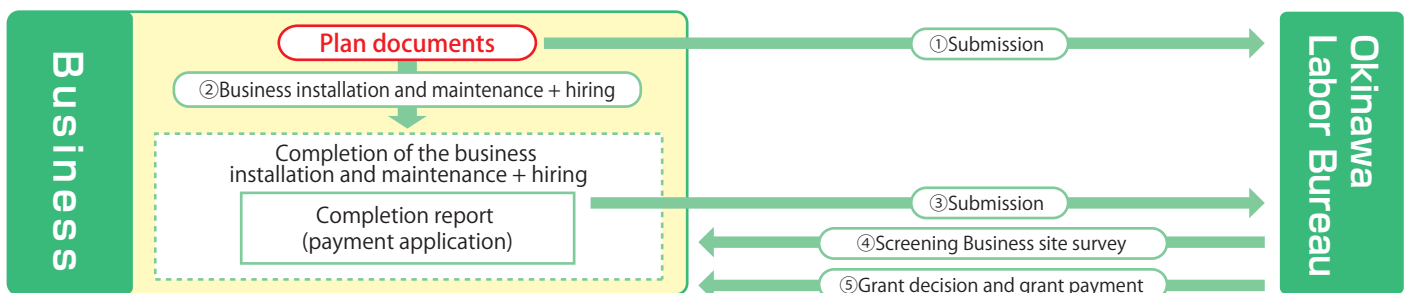 Business
Plan documents
①Submission
②Business installation and maintenance + hiring
Completion of the business
installation and maintenance + hiring
Completion report
(payment application)
③Submission
④Screening Business site survey
⑤Grant decision and grant payment
Okinawa
Labor Bureau